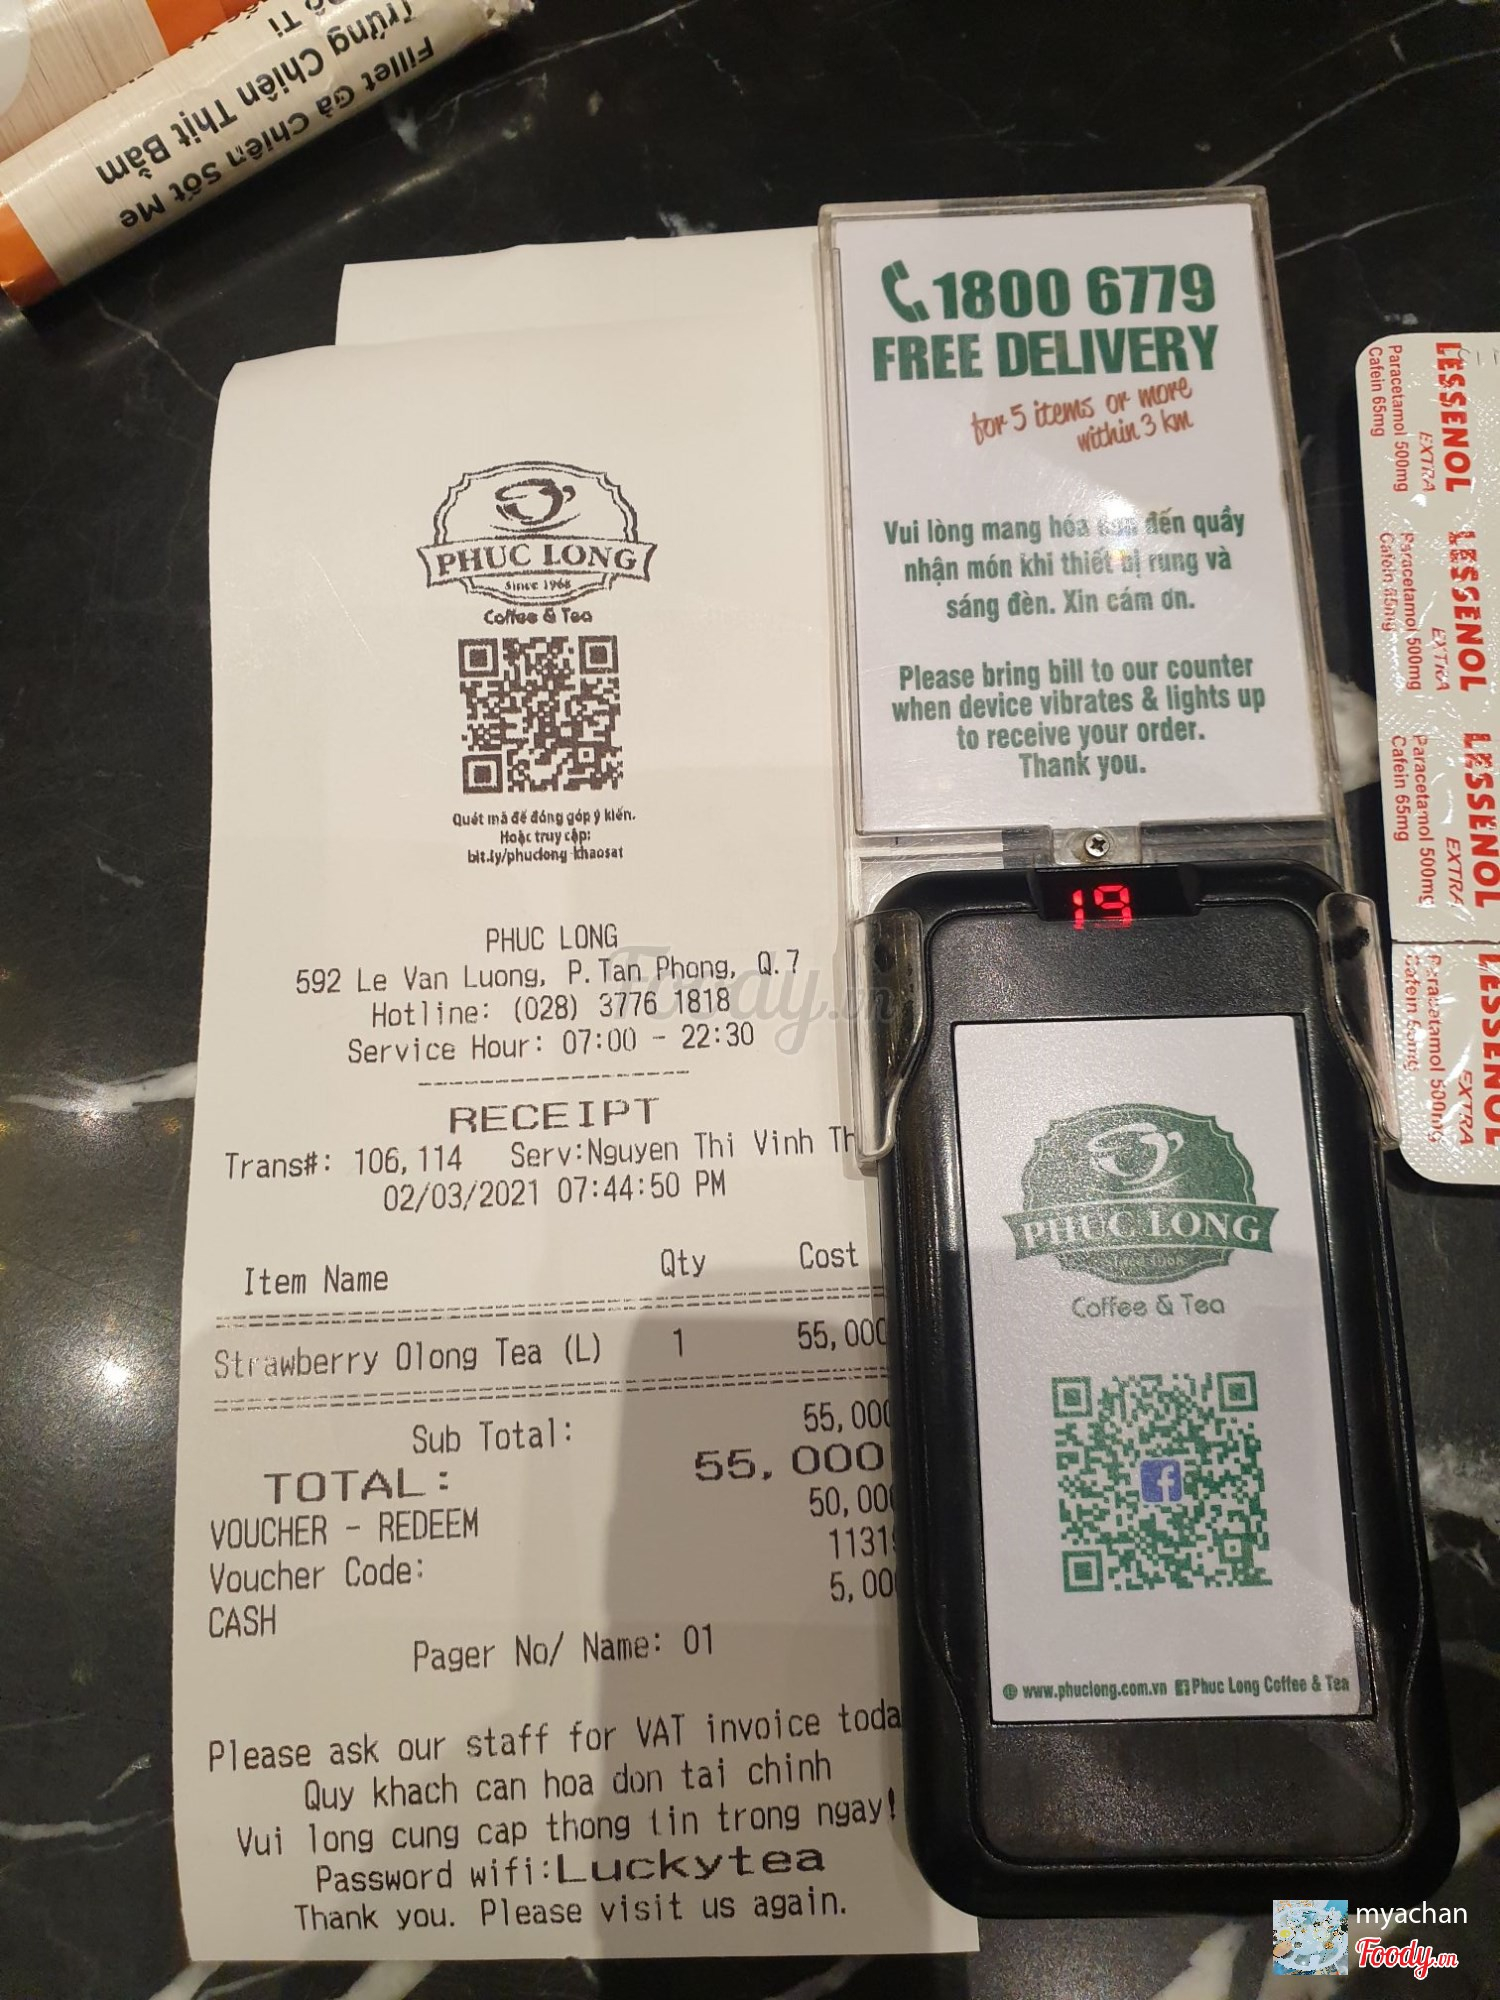 Fillet Gà Chiên Sốt Me
Trứng Chiên Thịt Bằm
PHUC LONG
Since 1968
Coffee & Tea
Quét mã để đóng góp ý kiến.
Hoặc truy cập:
bit.ly/phuclong-khaosat
PHUC LONG
592 Le Van Luong, P.Tan Phong, Q.7
Hotline: (028) 3776 1818
Service Hour: 07:00 - 22:30
RECEIPT
Trans#: 106,114 Serv:Nguyen Thi Vinh Th
02/03/2021 07:44:50 PM
Item Name Qty Cost
Strawberry Olong Tea (L) 1 55,000
Sub Total: 55,000
TOTAL: 55,000
VOUCHER - REDEEM 50,000
Voucher Code: 1131
CASH 5,000
Pager No/ Name: 01
Please ask our staff for VAT invoice toda
Quy khach can hoa don tai chinh
Vui long cung cap thong tin trong ngay!
Password wifi:Luckytea
Thank you. Please visit us again.
1800 6779
FREE DELIVERY
for 5 items or more
within 3 km
Vui lòng mang hóa đến quầy
nhận món khi thiết bị rung và
sáng đèn. Xin cám ơn.
Please bring bill to our counter
when device vibrates & lights up
to receive your order.
Thank you.
19
PHUC LONG
Since 1968
Coffee & Tea
www.phuclong.com.vn Phuc Long Coffee & Tea
LESSENOL
EXTRA
Paracetamol 500mg
Cafein 65mg
LESSENOL
EXTRA
Paracetamol 500mg
Cafein 65mg
LESSENOL
EXTRA
Paracetamol 500mg
Cafein 65mg
LESSENOL
EXTRA
Paracetamol 500mg
Cafein 65mg
Foody.vn
myachan
Foody.vn